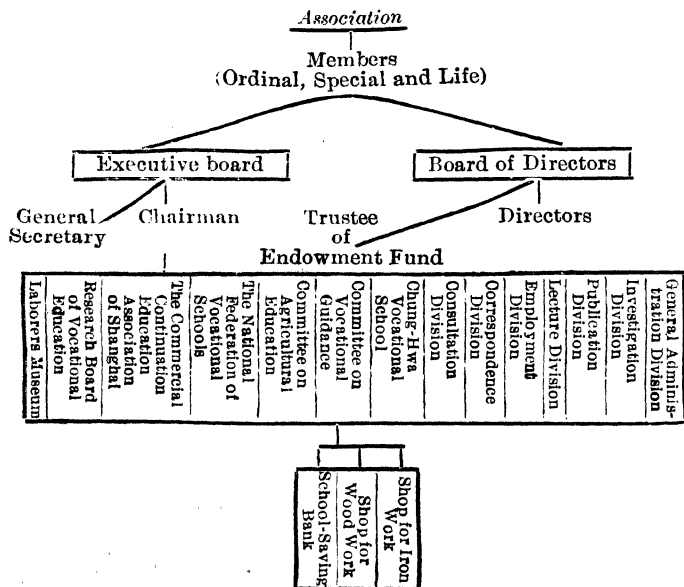 Association
Members
(Ordinal, Special and Life)
Executive board
Board of Directors
General
Secretary
Chairman
Trustee
of
Endowment Fund
Directors
Laborers Museum
Research Board
of Vocational
Education
The Commercial
Continuation
Education
Association
of Shanghai
The National
Federation of
Vocational
Schools
Committee on
Agricultural
Education
Committee on
Vocational
Guidance
Chung-Hwa
Vocational
School
Consultation
Division
Correspondence
Division
Employment
Division
Lecture Division
Publication
Division
Investigation
Division
General Adminis-
tration Division
School-Saving
Bank
Shop for
Wood Work
Shop for Iron
Work